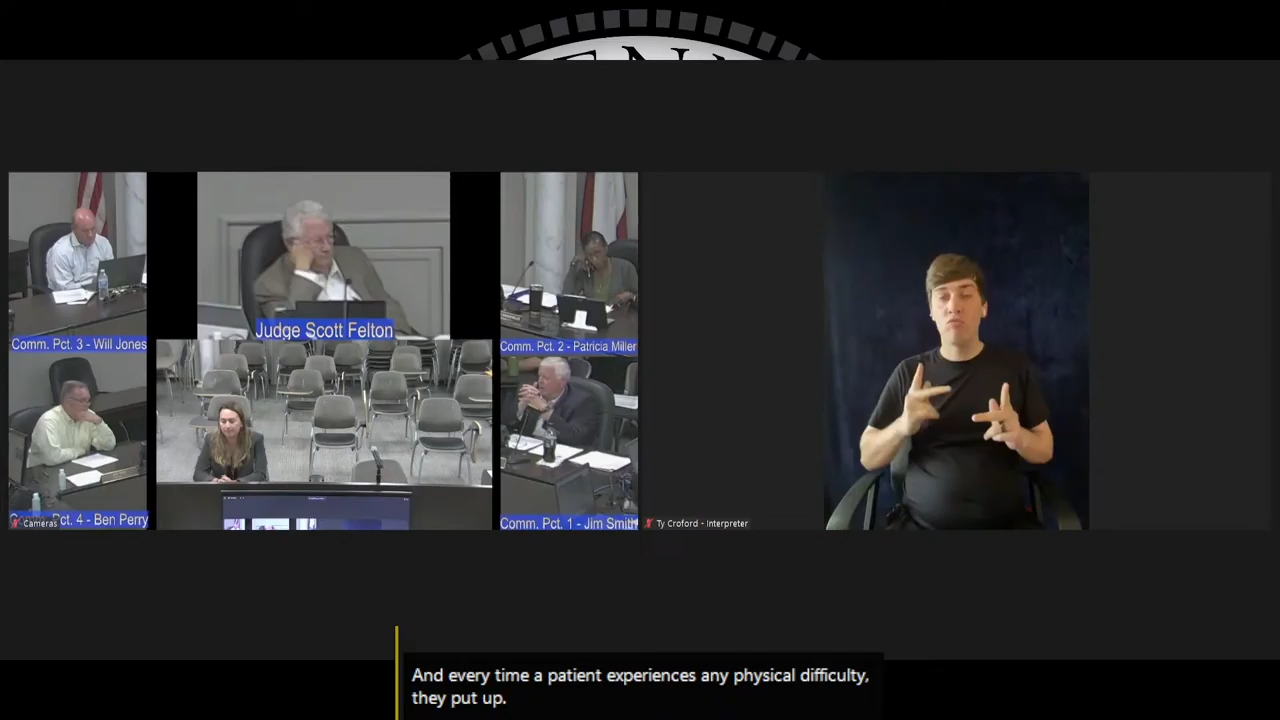 Comm. Pct. 3 - Will Jones
Judge Scott Felton
Comm. Pct. 2 - Patricia Miller
Cameras
Pct. 4 - Ben Perry
Comm. Pct. 1 - Jim Smith
Ty Croford - Interpreter
And every time a patient experiences any physical difficulty,
they put up.